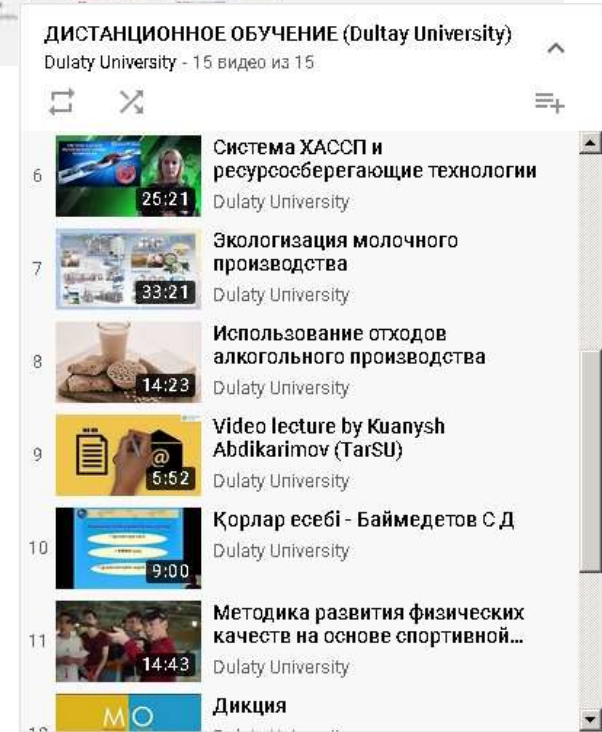 ДИСТАНЦИОННОЕ ОБУЧЕНИЕ (Dultay University)
Dulaty University - 15 видео из 15
6
25:21
Система ХАССП и
ресурсосберегающие технологии
Dulaty University
7
33:21
Экологизация молочного
производства
Dulaty University
8
14:23
Использование отходов
алкогольного производства
Dulaty University
9
5:52
Video lecture by Kuanysh
Abdikarimov (TarSU)
Dulaty University
10
9:00
Қорлар есебі - Баймедетов С Д
Dulaty University
11
14:43
Методика развития физических
качеств на основе спортивной...
Dulaty University
МО
Дикция